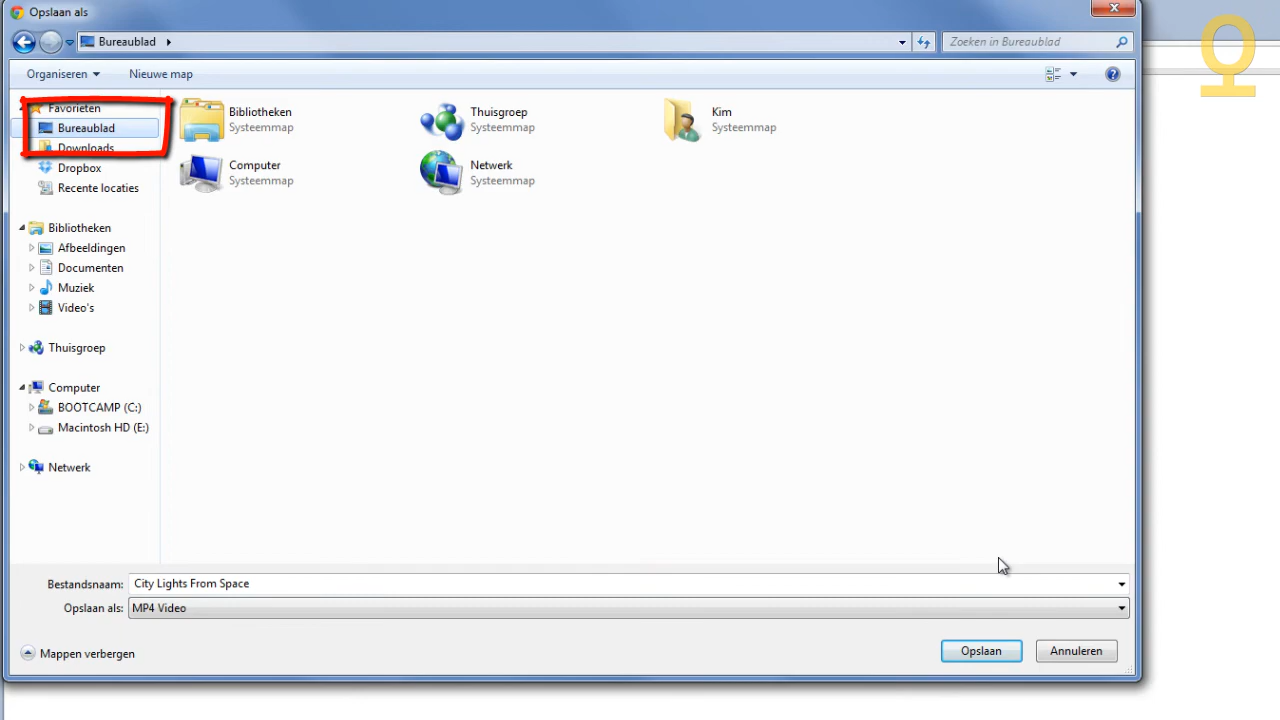 Opslaan als
Bureaublad
Zoeken in Bureaublad
Organiseren
Nieuwe map
Favorieten
Bureaublad
Downloads
Dropbox
Recente locaties
Bibliotheken
Afbeeldingen
Documenten
Muziek
Video's
Thuisgroep
Computer
BOOTCAMP (C:)
Macintosh HD (E:)
Netwerk
Bibliotheken
Systeemmap
Thuisgroep
Systeemmap
Kim
Systeemmap
Computer
Systeemmap
Netwerk
Systeemmap
Bestandsnaam: City Lights From Space
Opslaan als: MP4 Video
Mappen verbergen
Opslaan
Annuleren